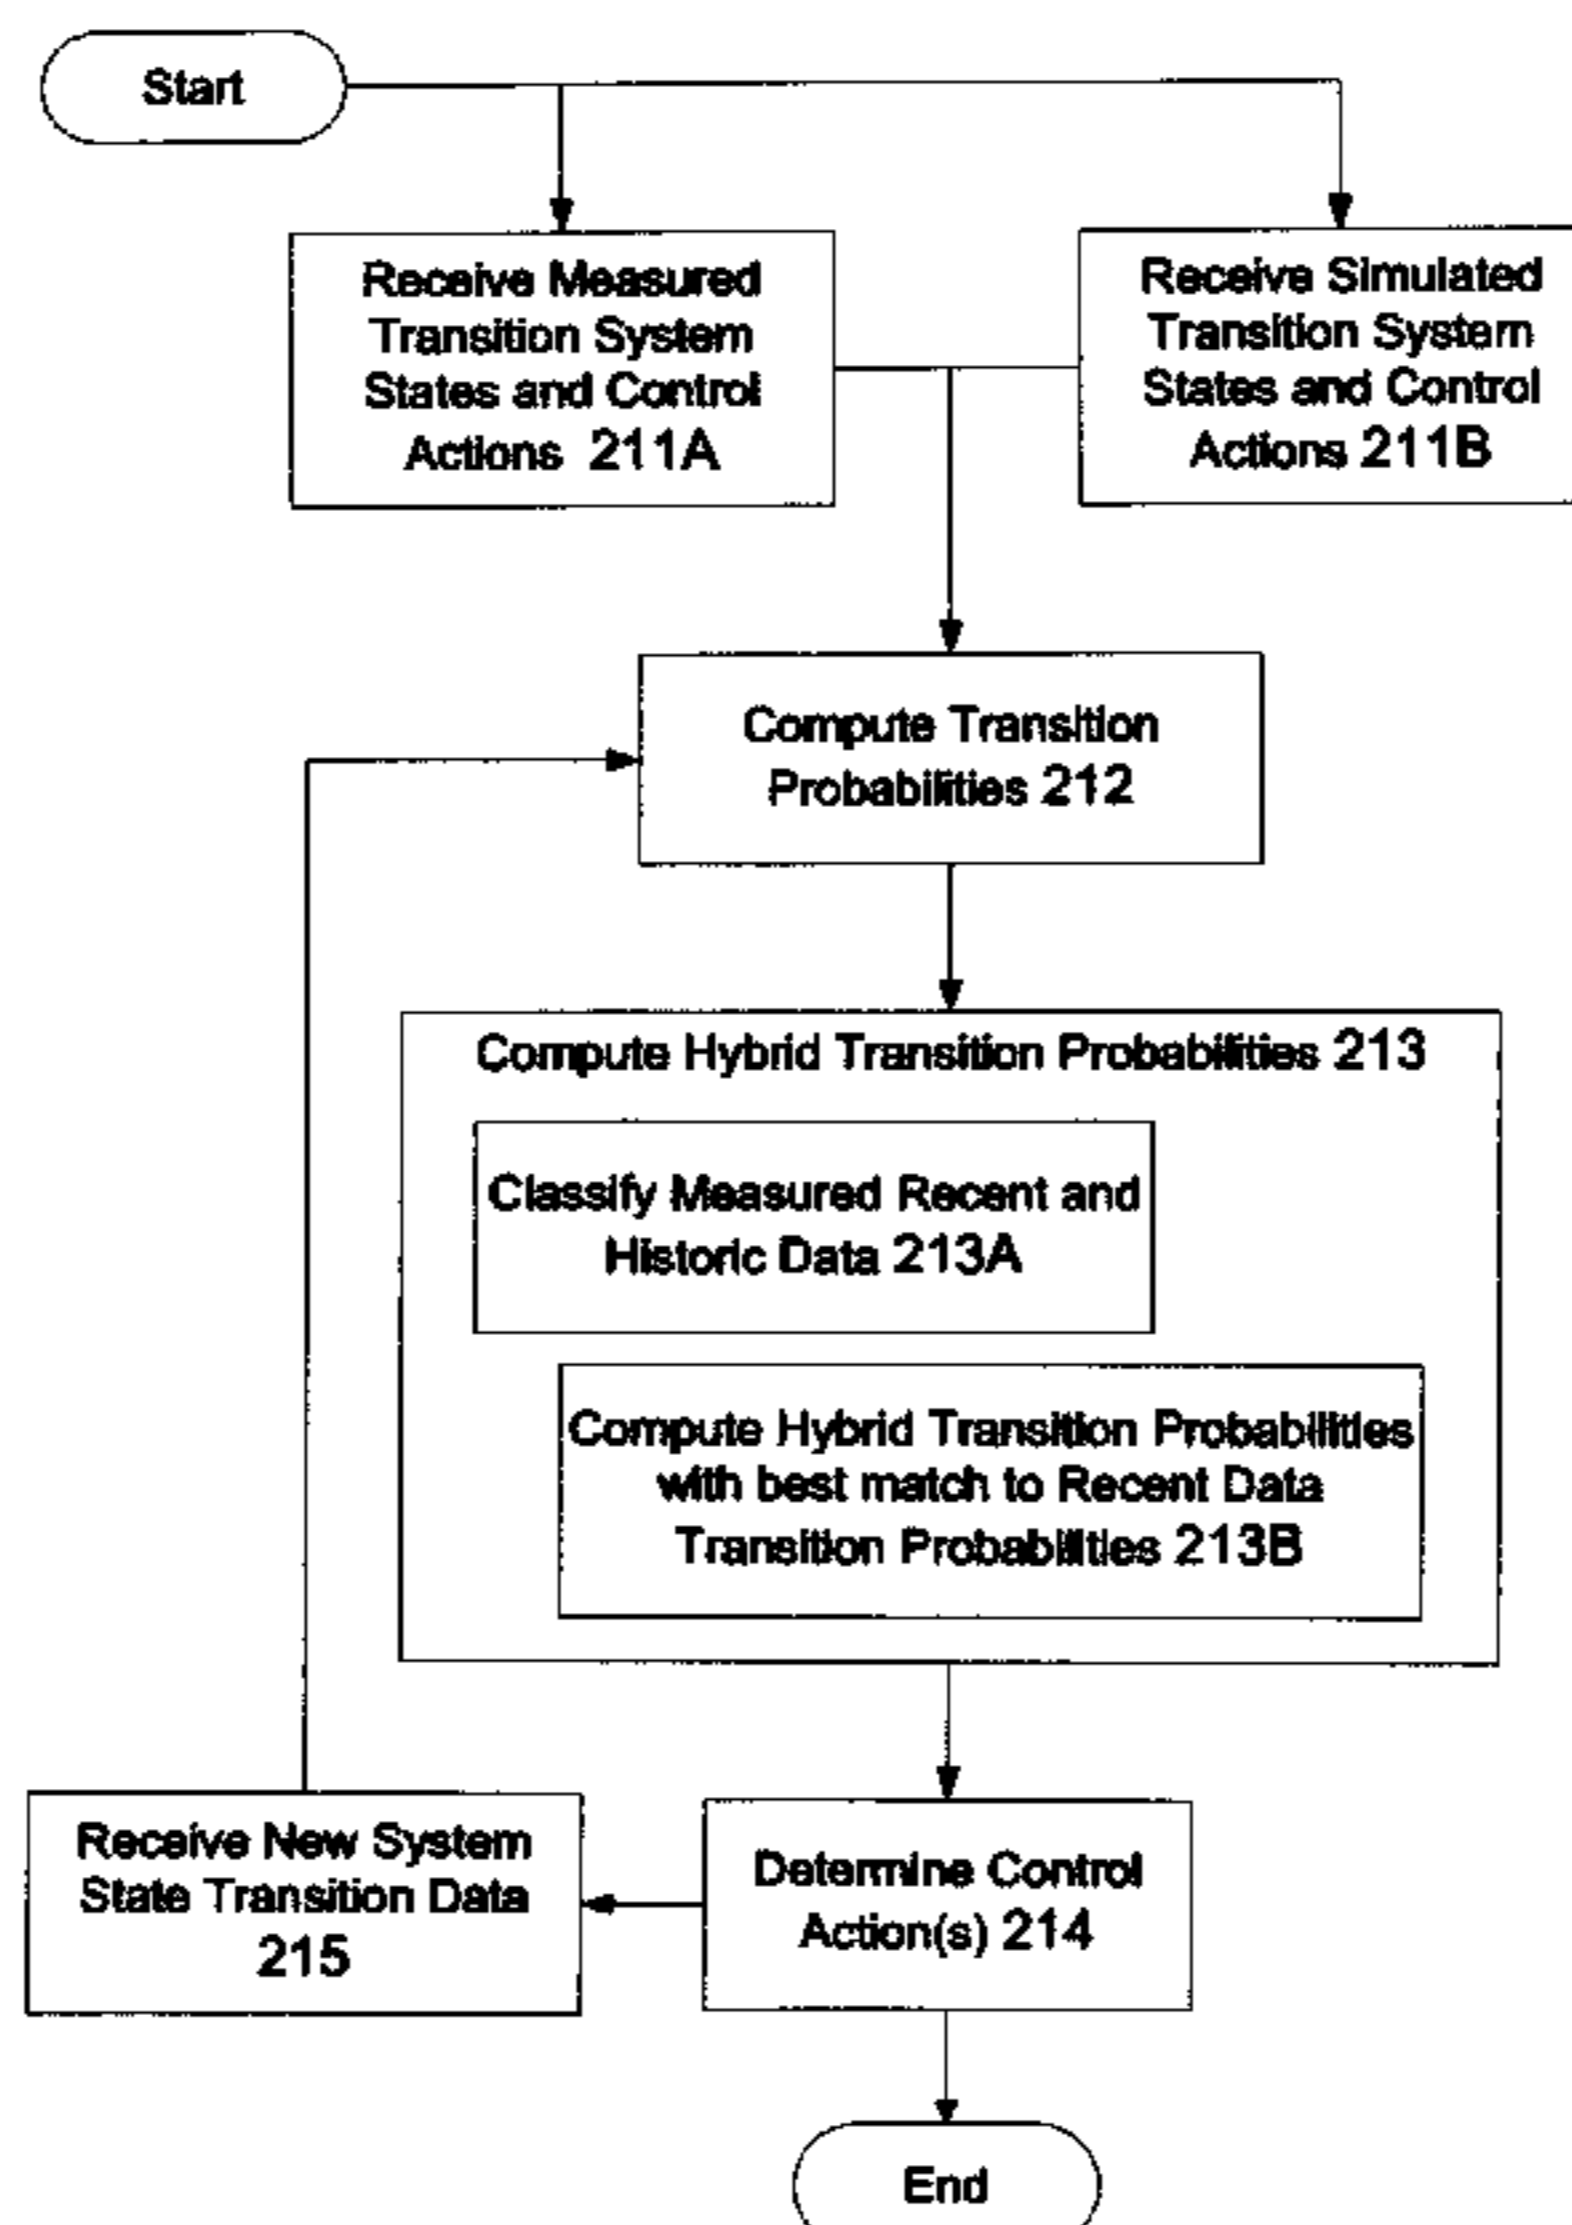 Start
Receive Measured
Transition System
States and Control
Actions 211A
Receive Simulated
Transition System
States and Control
Actions 211B
Compute Transition
Probabilities 212
Compute Hybrid Transition Probabilities 213
Classify Measured Recent and
Historic Data 213A
Compute Hybrid Transition Probabilities
with best match to Recent Data
Transition Probabilities 213B
Receive New System
State Transition Data
215
Determine Control
Action(s) 214
End